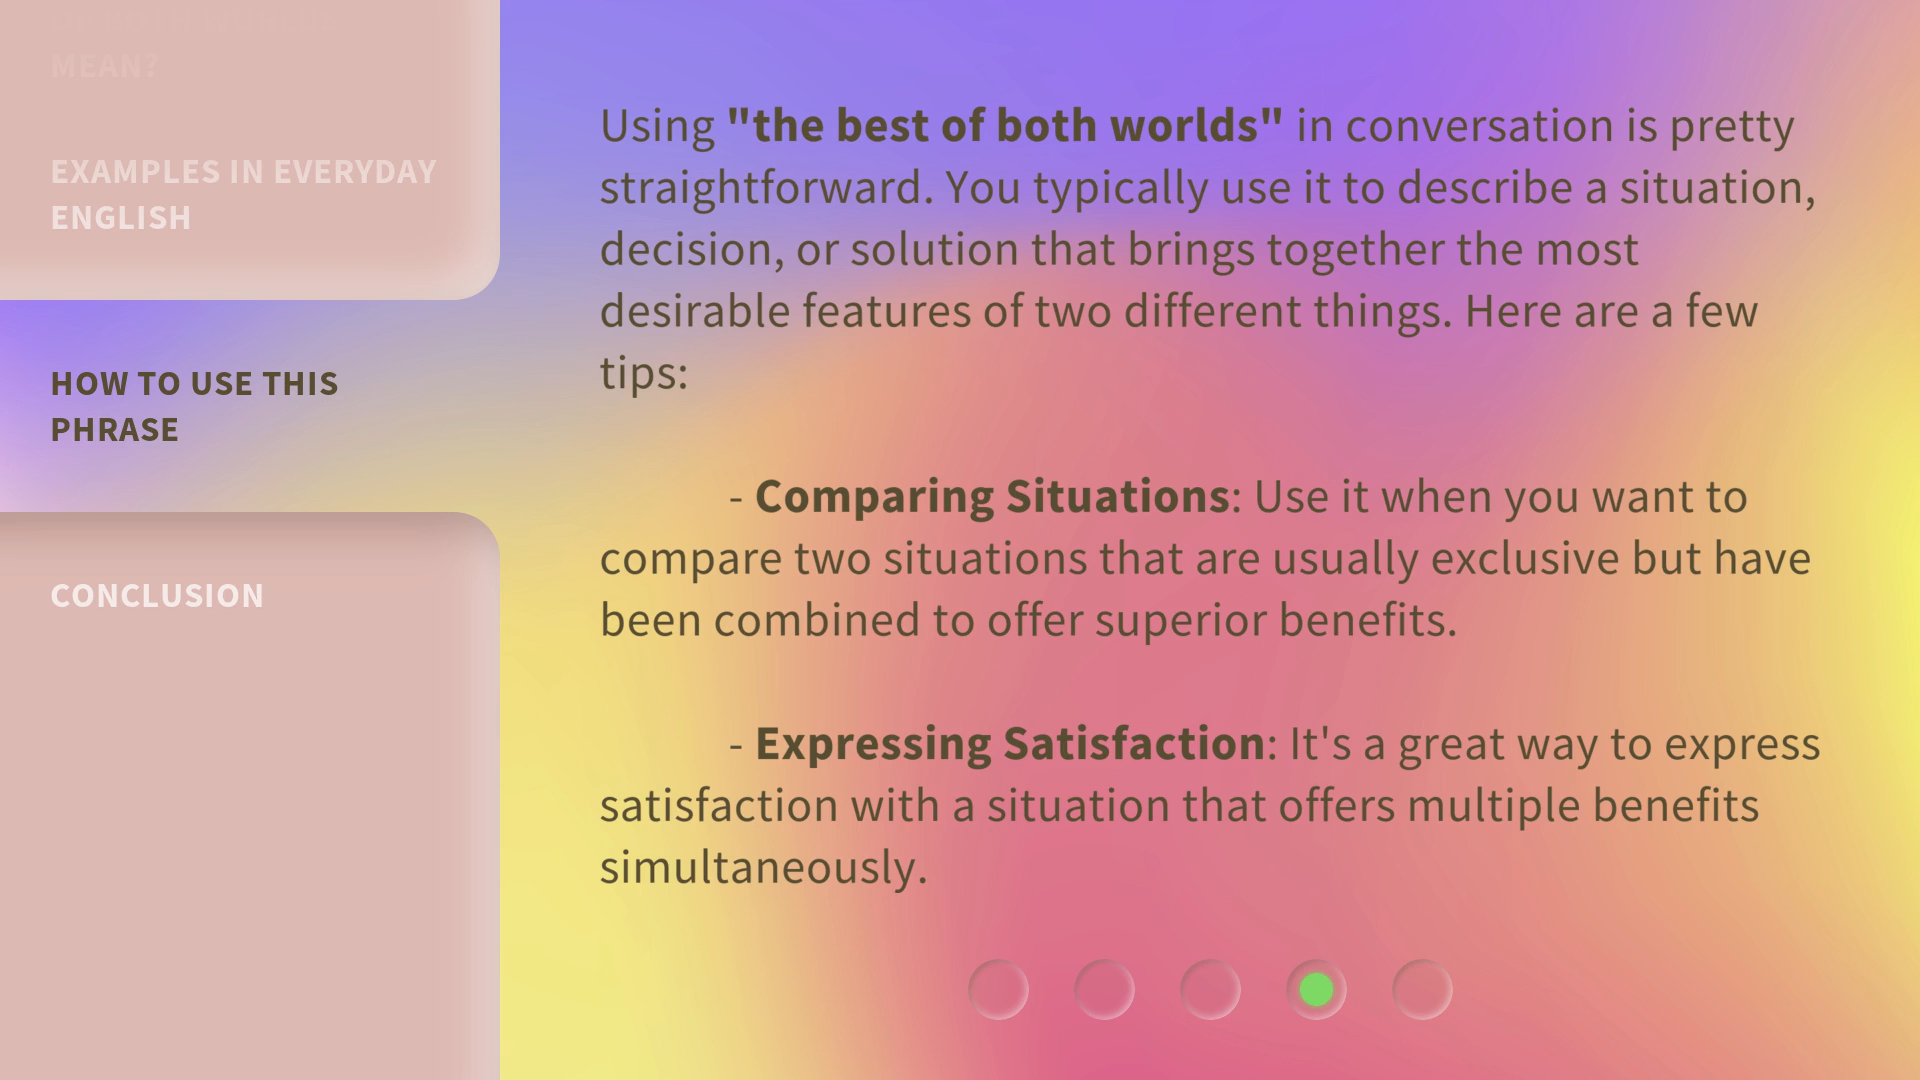 MEAN?
EXAMPLES IN EVERYDAY
ENGLISH
HOW TO USE THIS
PHRASE
CONCLUSION
Using "the best of both worlds" in conversation is pretty
straightforward. You typically use it to describe a situation,
decision, or solution that brings together the most
desirable features of two different things. Here are a few
tips:
- Comparing Situations: Use it when you want to
compare two situations that are usually exclusive but have
been combined to offer superior benefits.
- Expressing Satisfaction: It's a great way to express
satisfaction with a situation that offers multiple benefits
simultaneously.